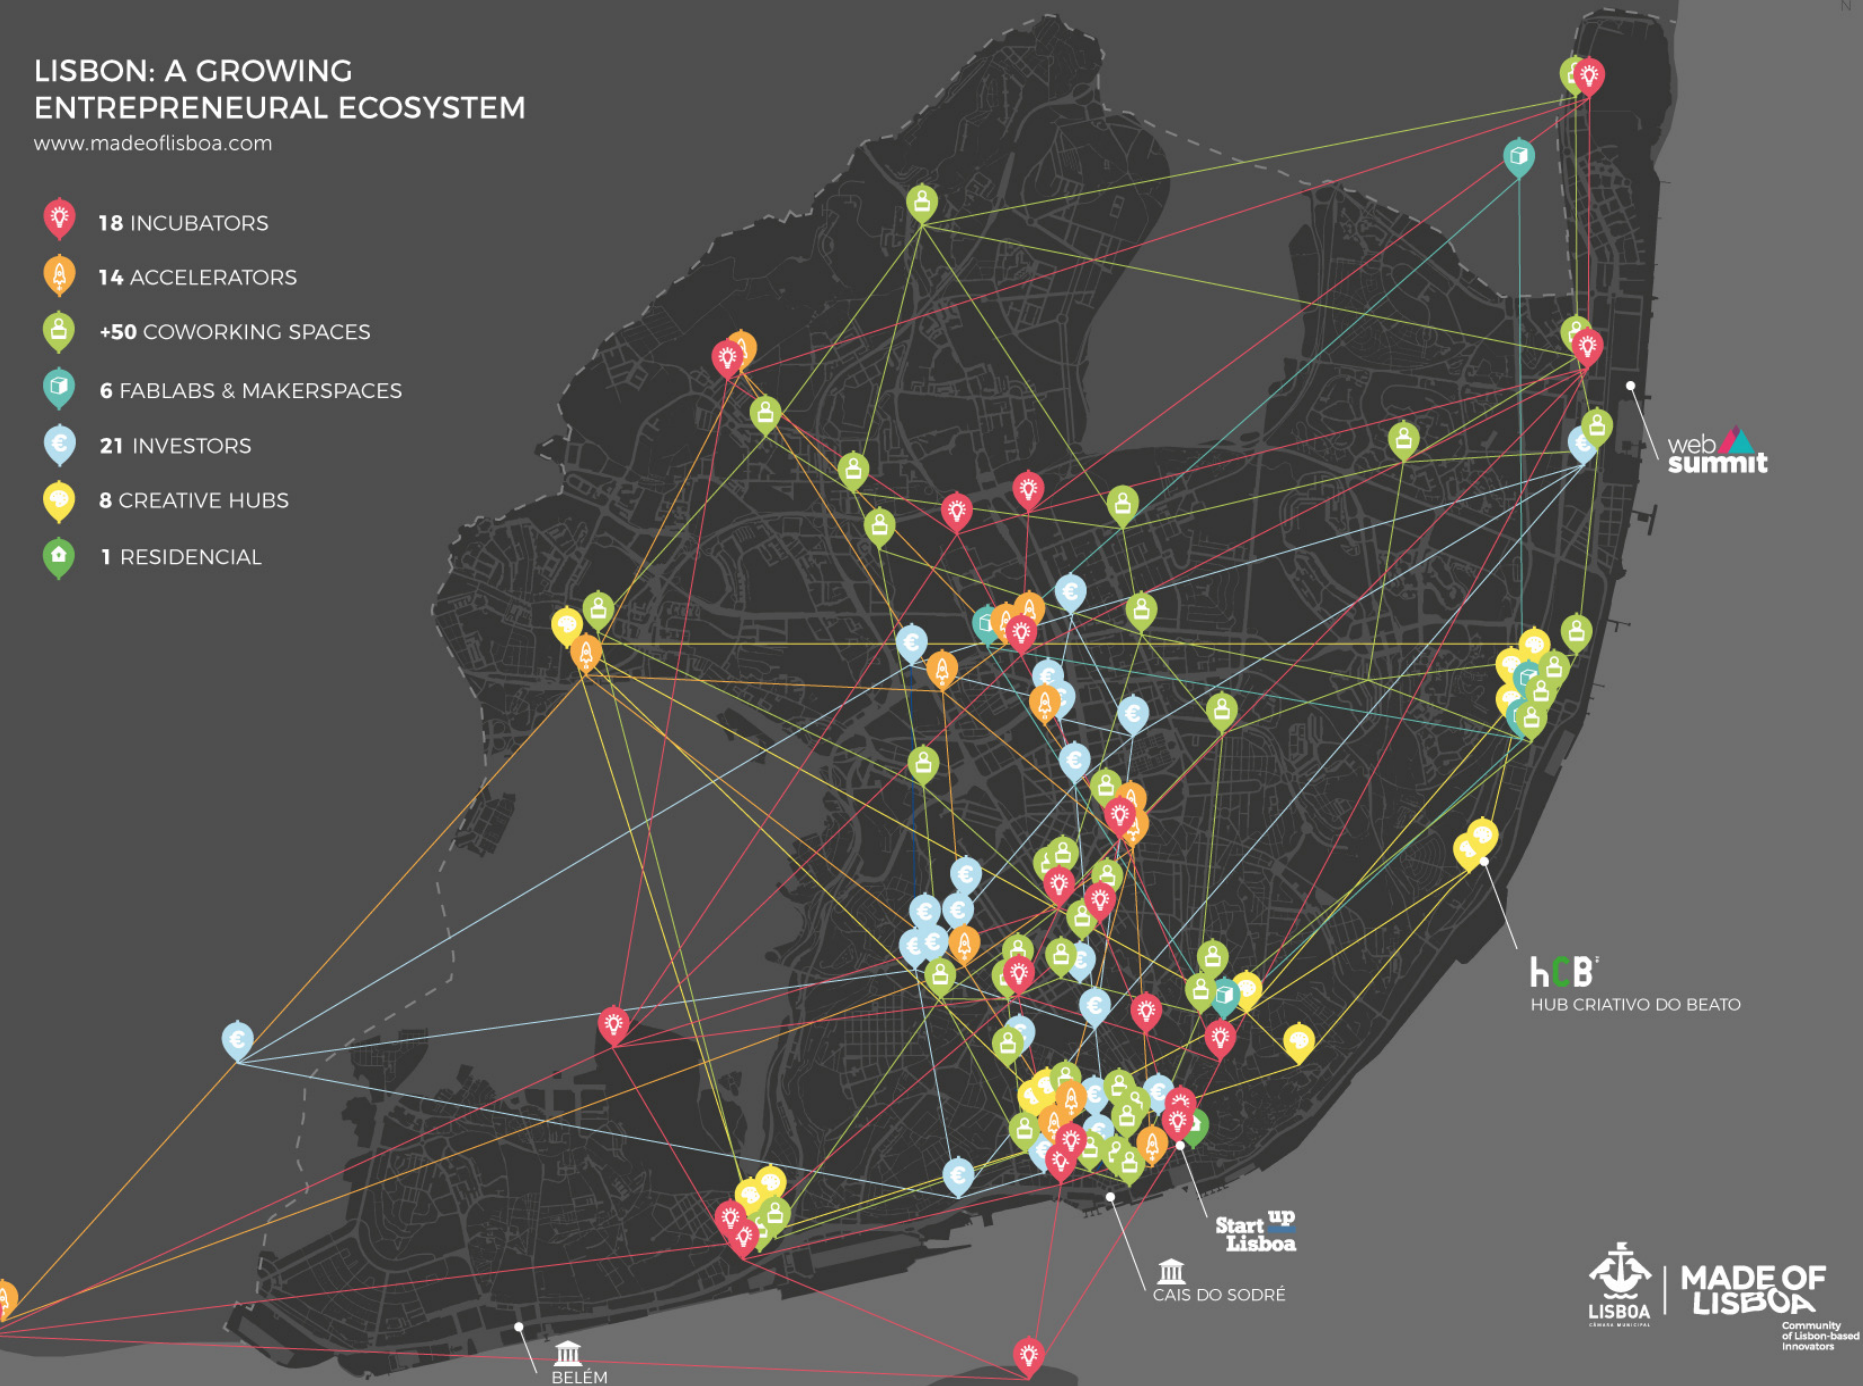 N
LISBON: A GROWING
ENTREPRENEURAL ECOSYSTEM
www.madeoflisboa.com
18 INCUBATORS
14 ACCELERATORS
+50 COWORKING SPACES
6 FABLABS & MAKERSPACES
21 INVESTORS
8 CREATIVE HUBS
1 RESIDENCIAL
web
summit
hCB
HUB CRIATIVO DO BEATO
Start up
Lisboa
CAIS DO SODRÉ
BELÉM
LISBOA
CÂMARA MUNICIPAL
MADE OF
LISBOA
Community
of Lisbon-based
Innovators